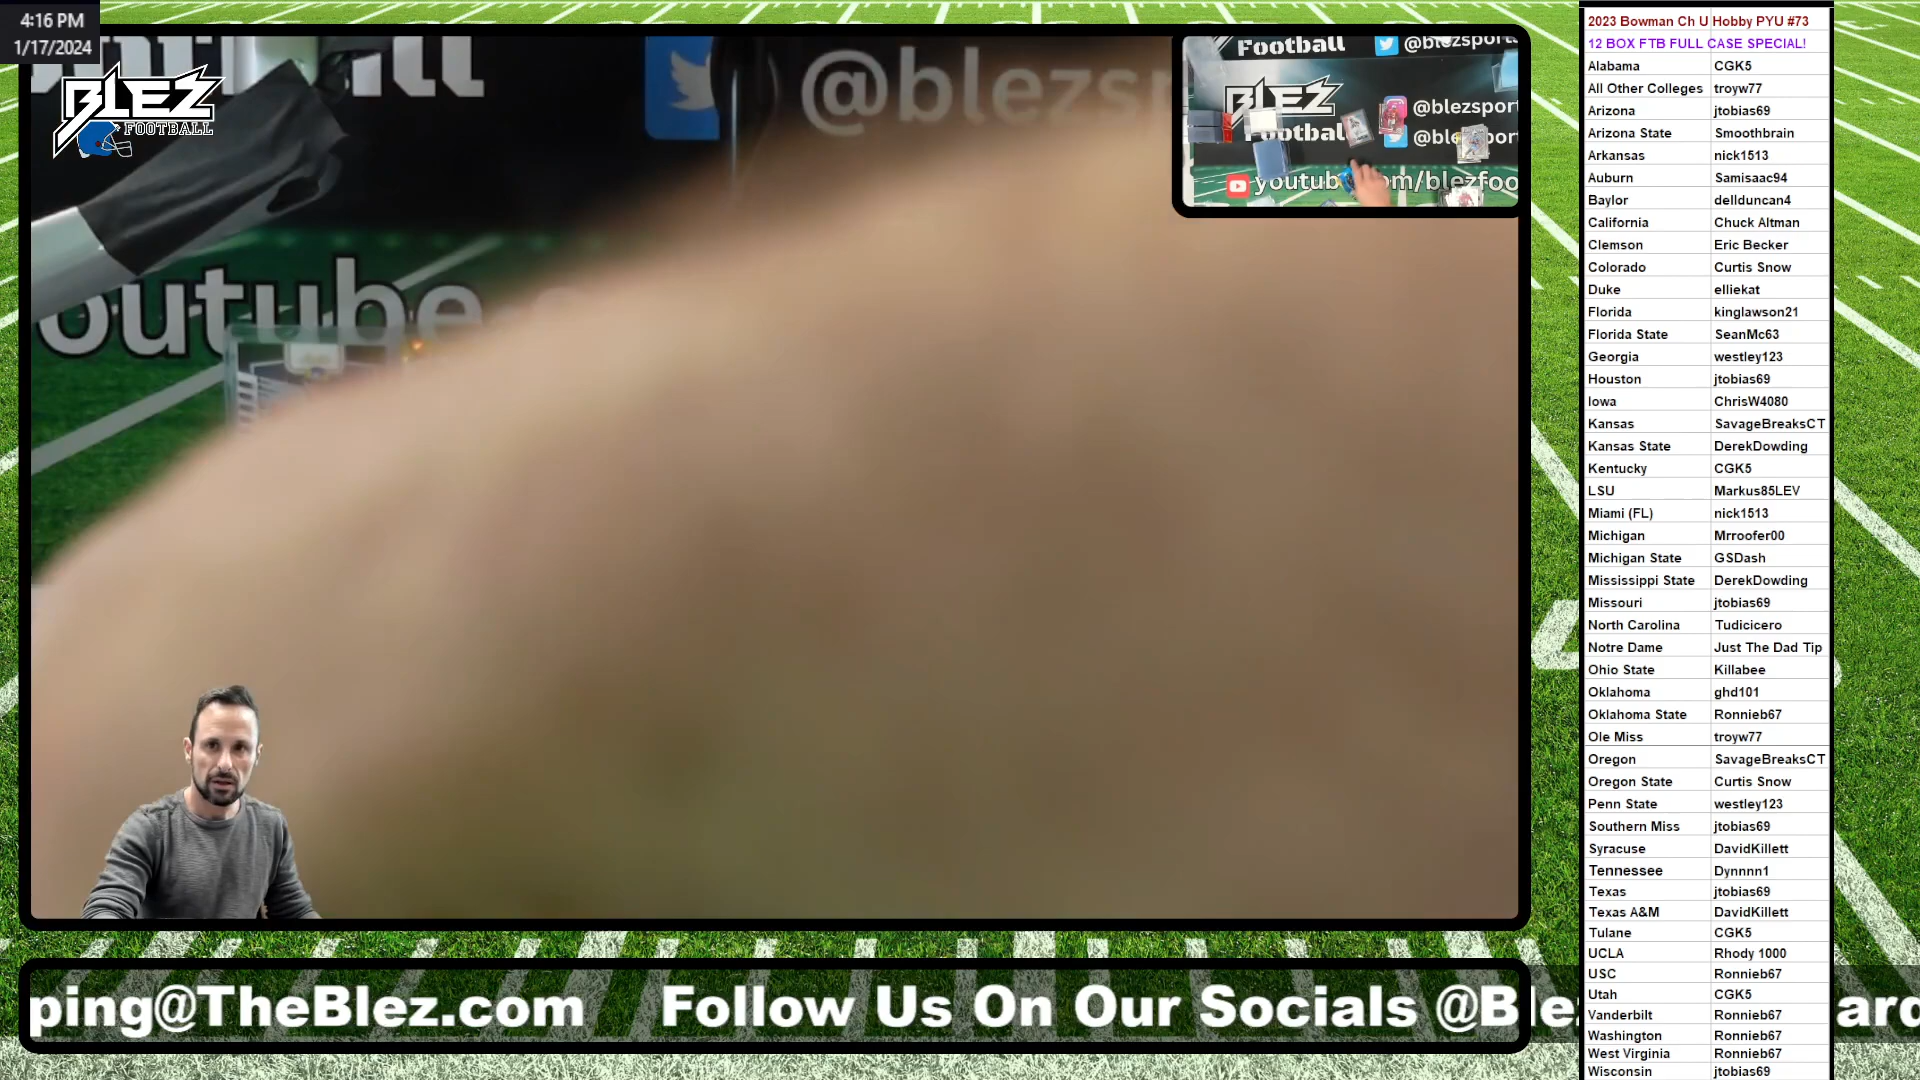 4:16 PM
1/17/2024
BLEZ
FOOTBALL
@blezs
outube
Football
@blezsport
BLEZ
Football
@blezsport
@blezsport
youtub
om/blezfoo
ping@TheBlez.com Follow Us On Our Socials @Blez
ard
2023 Bowman Ch U Hobby PYU #73
12 BOX FTB FULL CASE SPECIAL!
Alabama CGK5
All Other Colleges troyw77
Arizona jtobias69
Arizona State Smoothbrain
Arkansas nick1513
Auburn Samisaac94
Baylor dellduncan4
California Chuck Altman
Clemson Eric Becker
Colorado Curtis Snow
Duke elliekat
Florida kinglawson21
Florida State SeanMc63
Georgia westley123
Houston jtobias69
Iowa ChrisW4080
Kansas SavageBreaksCT
Kansas State DerekDowding
Kentucky CGK5
LSU Markus85LEV
Miami (FL) nick1513
Michigan Mrroofer00
Michigan State GSDash
Mississippi State DerekDowding
Missouri jtobias69
North Carolina Tudicicero
Notre Dame Just The Dad Tip
Ohio State Killabee
Oklahoma ghd101
Oklahoma State Ronnieb67
Ole Miss troyw77
Oregon SavageBreaksCT
Oregon State Curtis Snow
Penn State westley123
Southern Miss jtobias69
Syracuse DavidKillett
Tennessee Dynnnn1
Texas jtobias69
Texas A&M DavidKillett
Tulane CGK5
UCLA Rhody 1000
USC Ronnieb67
Utah CGK5
Vanderbilt Ronnieb67
Washington Ronnieb67
West Virginia Ronnieb67
Wisconsin jtobias69